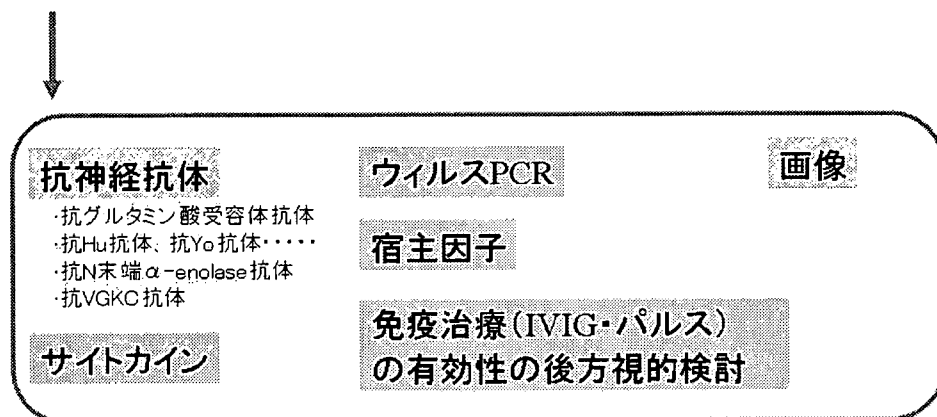 抗神経抗体
・抗グルタミン酸受容体抗体
・抗Hu抗体、抗Yo抗体・・・・・
・抗N末端α-enolase抗体
・抗VGKC抗体
サイトカイン
ウィルスPCR
宿主因子
免疫治療(IVIG・パルス)
の有効性の後方視的検討
画像